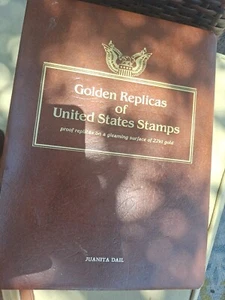 Golden Replicas
of
United States Stamps
proof replicas on a gleaming surface of 22kt gold
JUANITA DAIL